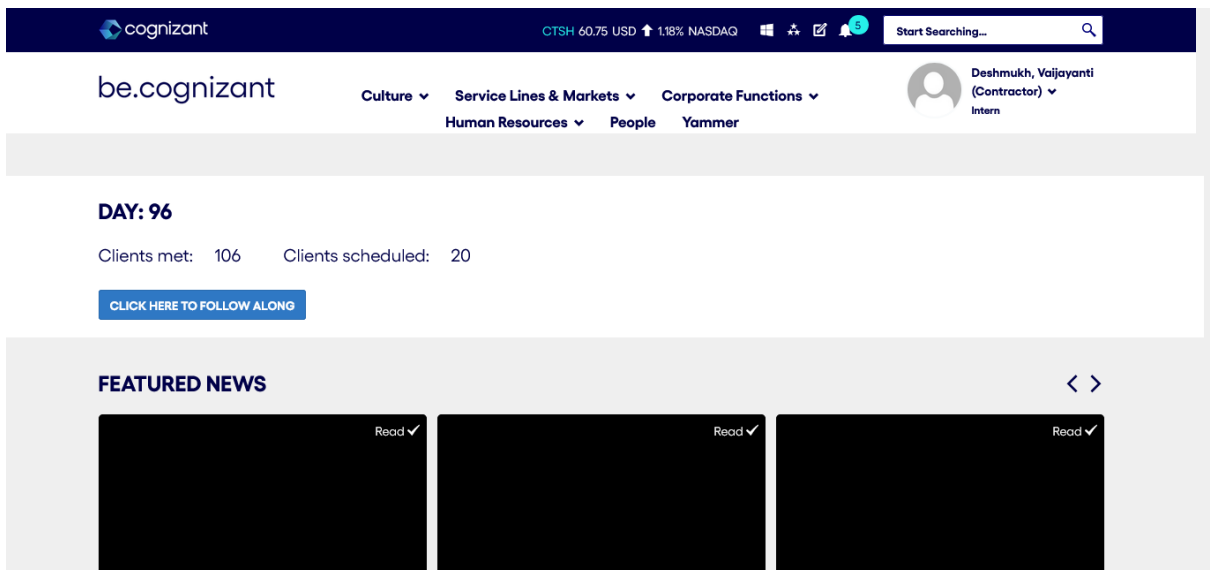 cognizant
CTSH 60.75 USD 1.18% NASDAQ
5
Start Searching...
be.cognizant
Culture Service Lines & Markets Corporate Functions
Human Resources People Yammer
Deshmukh, Vaijayanti
(Contractor)
Intern
DAY: 96
Clients met: 106 Clients scheduled: 20
CLICK HERE TO FOLLOW ALONG
FEATURED NEWS
Read Read Read